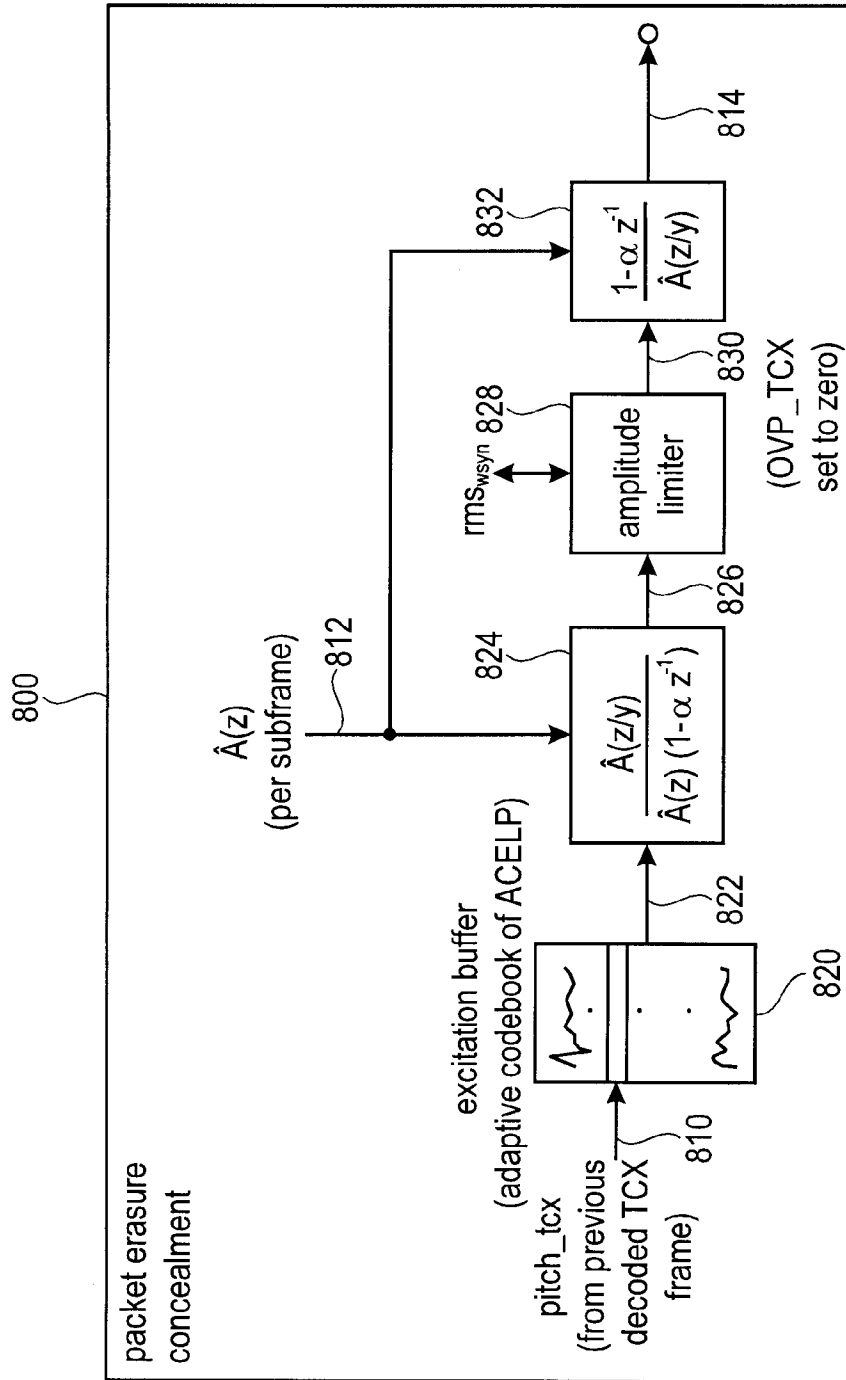 800
packet erasure
concealment
Â(z)
(per subframe)
812
excitation buffer
(adaptive codebook of ACELP)
pitch_tcx
(from previous
decoded TCX
frame)
810
820
822
824
Â(z/y)
Â(z) (1-α z⁻¹)
826
rmswsyn
828
amplitude
limiter
830
(OVP_TCX
set to zero)
832
1-α z⁻¹
Â(z/y)
814